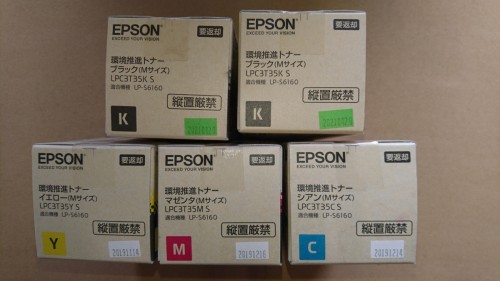 EPSON
EXCEED YOUR VISION
要返却
環境推進トナー
ブラック(Mサイズ)
LPC3T35K S
適合機種 LP-S6160
縦置厳禁
K
EPSON
EXCEED YOUR VISION
要返却
環境推進トナー
ブラック(Mサイズ)
LPC3T35K S
適合機種 LP-S6160
縦置厳禁
K
EPSON
EXCEED YOUR VISION
要返却
環境推進トナー
イエロー(Mサイズ)
LPC3T35Y S
適合機種 LP-S6160
縦置厳禁
Y
20191114
EPSON
EXCEED YOUR VISION
要返却
環境推進トナー
マゼンタ(Mサイズ)
LPC3T35M S
適合機種 LP-S6160
縦置厳禁
M
20191216
EPSON
EXCEED YOUR VISION
要返却
環境推進トナー
シアン(Mサイズ)
LPC3T35C S
適合機種 LP-S6160
縦置厳禁
C
20191214